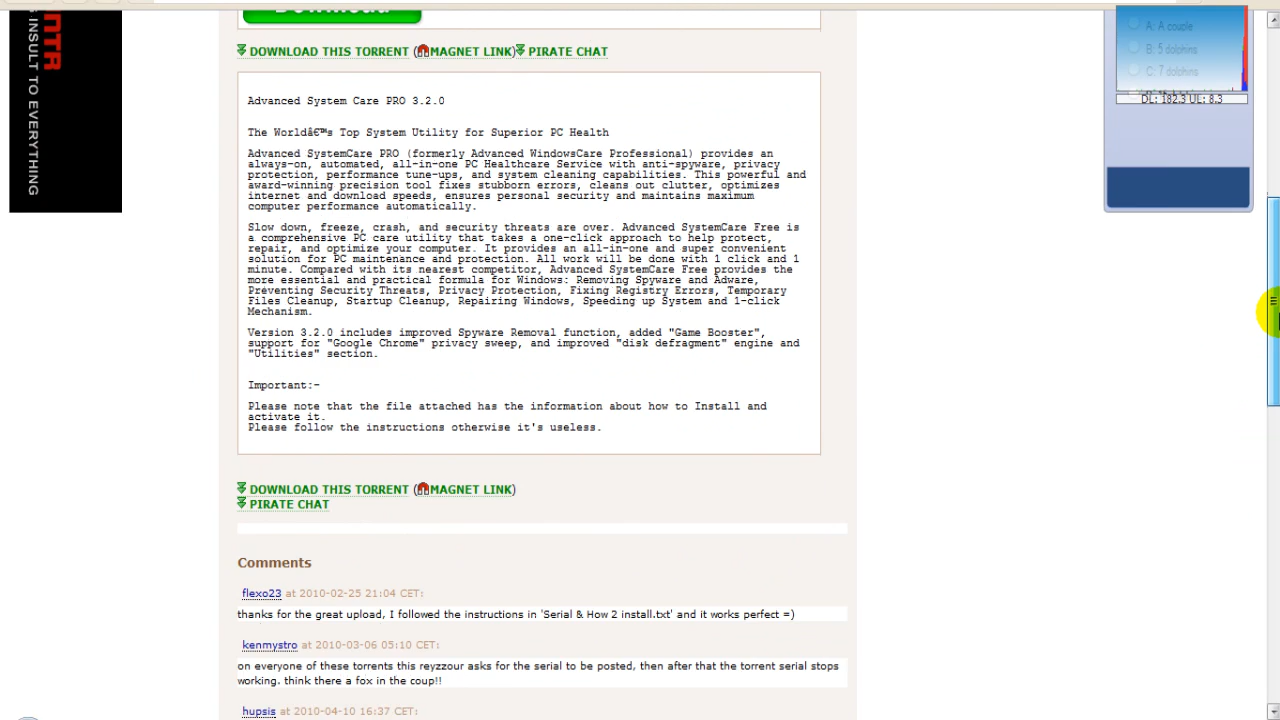 Download
NTR
S INSULT TO EVERYTHING
A: A couple
B: 5 dolphins
C: 7 dolphins
DL: 182.3 UL: 8.3
DOWNLOAD THIS TORRENT (MAGNET LINK) PIRATE CHAT
Advanced System Care PRO 3.2.0
The Worldâ€™s Top System Utility for Superior PC Health
Advanced SystemCare PRO (formerly Advanced WindowsCare Professional) provides an
always-on, automated, all-in-one PC Healthcare Service with anti-spyware, privacy
protection, performance tune-ups, and system cleaning capabilities. This powerful and
award-winning precision tool fixes stubborn errors, cleans out clutter, optimizes
internet and download speeds, ensures personal security and maintains maximum
computer performance automatically.
Slow down, freeze, crash, and security threats are over. Advanced SystemCare Free is
a comprehensive PC care utility that takes a one-click approach to help protect,
repair, and optimize your computer. It provides an all-in-one and super convenient
solution for PC maintenance and protection. All work will be done with 1 click and 1
minute. Compared with its nearest competitor, Advanced SystemCare Free provides the
more essential and practical formula for Windows: Removing Spyware and Adware,
Preventing Security Threats, Privacy Protection, Fixing Registry Errors, Temporary
Files Cleanup, Startup Cleanup, Repairing Windows, Speeding up System and 1-click
Mechanism.
Version 3.2.0 includes improved Spyware Removal function, added "Game Booster",
support for "Google Chrome" privacy sweep, and improved "disk defragment" engine and
"Utilities" section.
Important:-
Please note that the file attached has the information about how to Install and
activate it.
Please follow the instructions otherwise it's useless.
DOWNLOAD THIS TORRENT (MAGNET LINK)
PIRATE CHAT
Comments
flexo23 at 2010-02-25 21:04 CET:
thanks for the great upload, I followed the instructions in 'Serial & How 2 install.txt' and it works perfect =)
kenmystro at 2010-03-06 05:10 CET:
on everyone of these torrents this reyzzour asks for the serial to be posted, then after that the torrent serial stops
working. think there a fox in the coup!!
hupsis at 2010-04-10 16:37 CET: